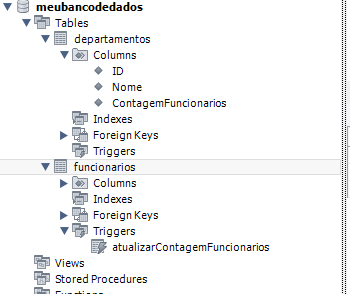 meubancodedados
Tables
departamentos
Columns
ID
Nome
ContagemFuncionarios
Indexes
Foreign Keys
Triggers
funcionarios
Columns
Indexes
Foreign Keys
Triggers
atualizarContagemFuncionarios
Views
Stored Procedures
Functions